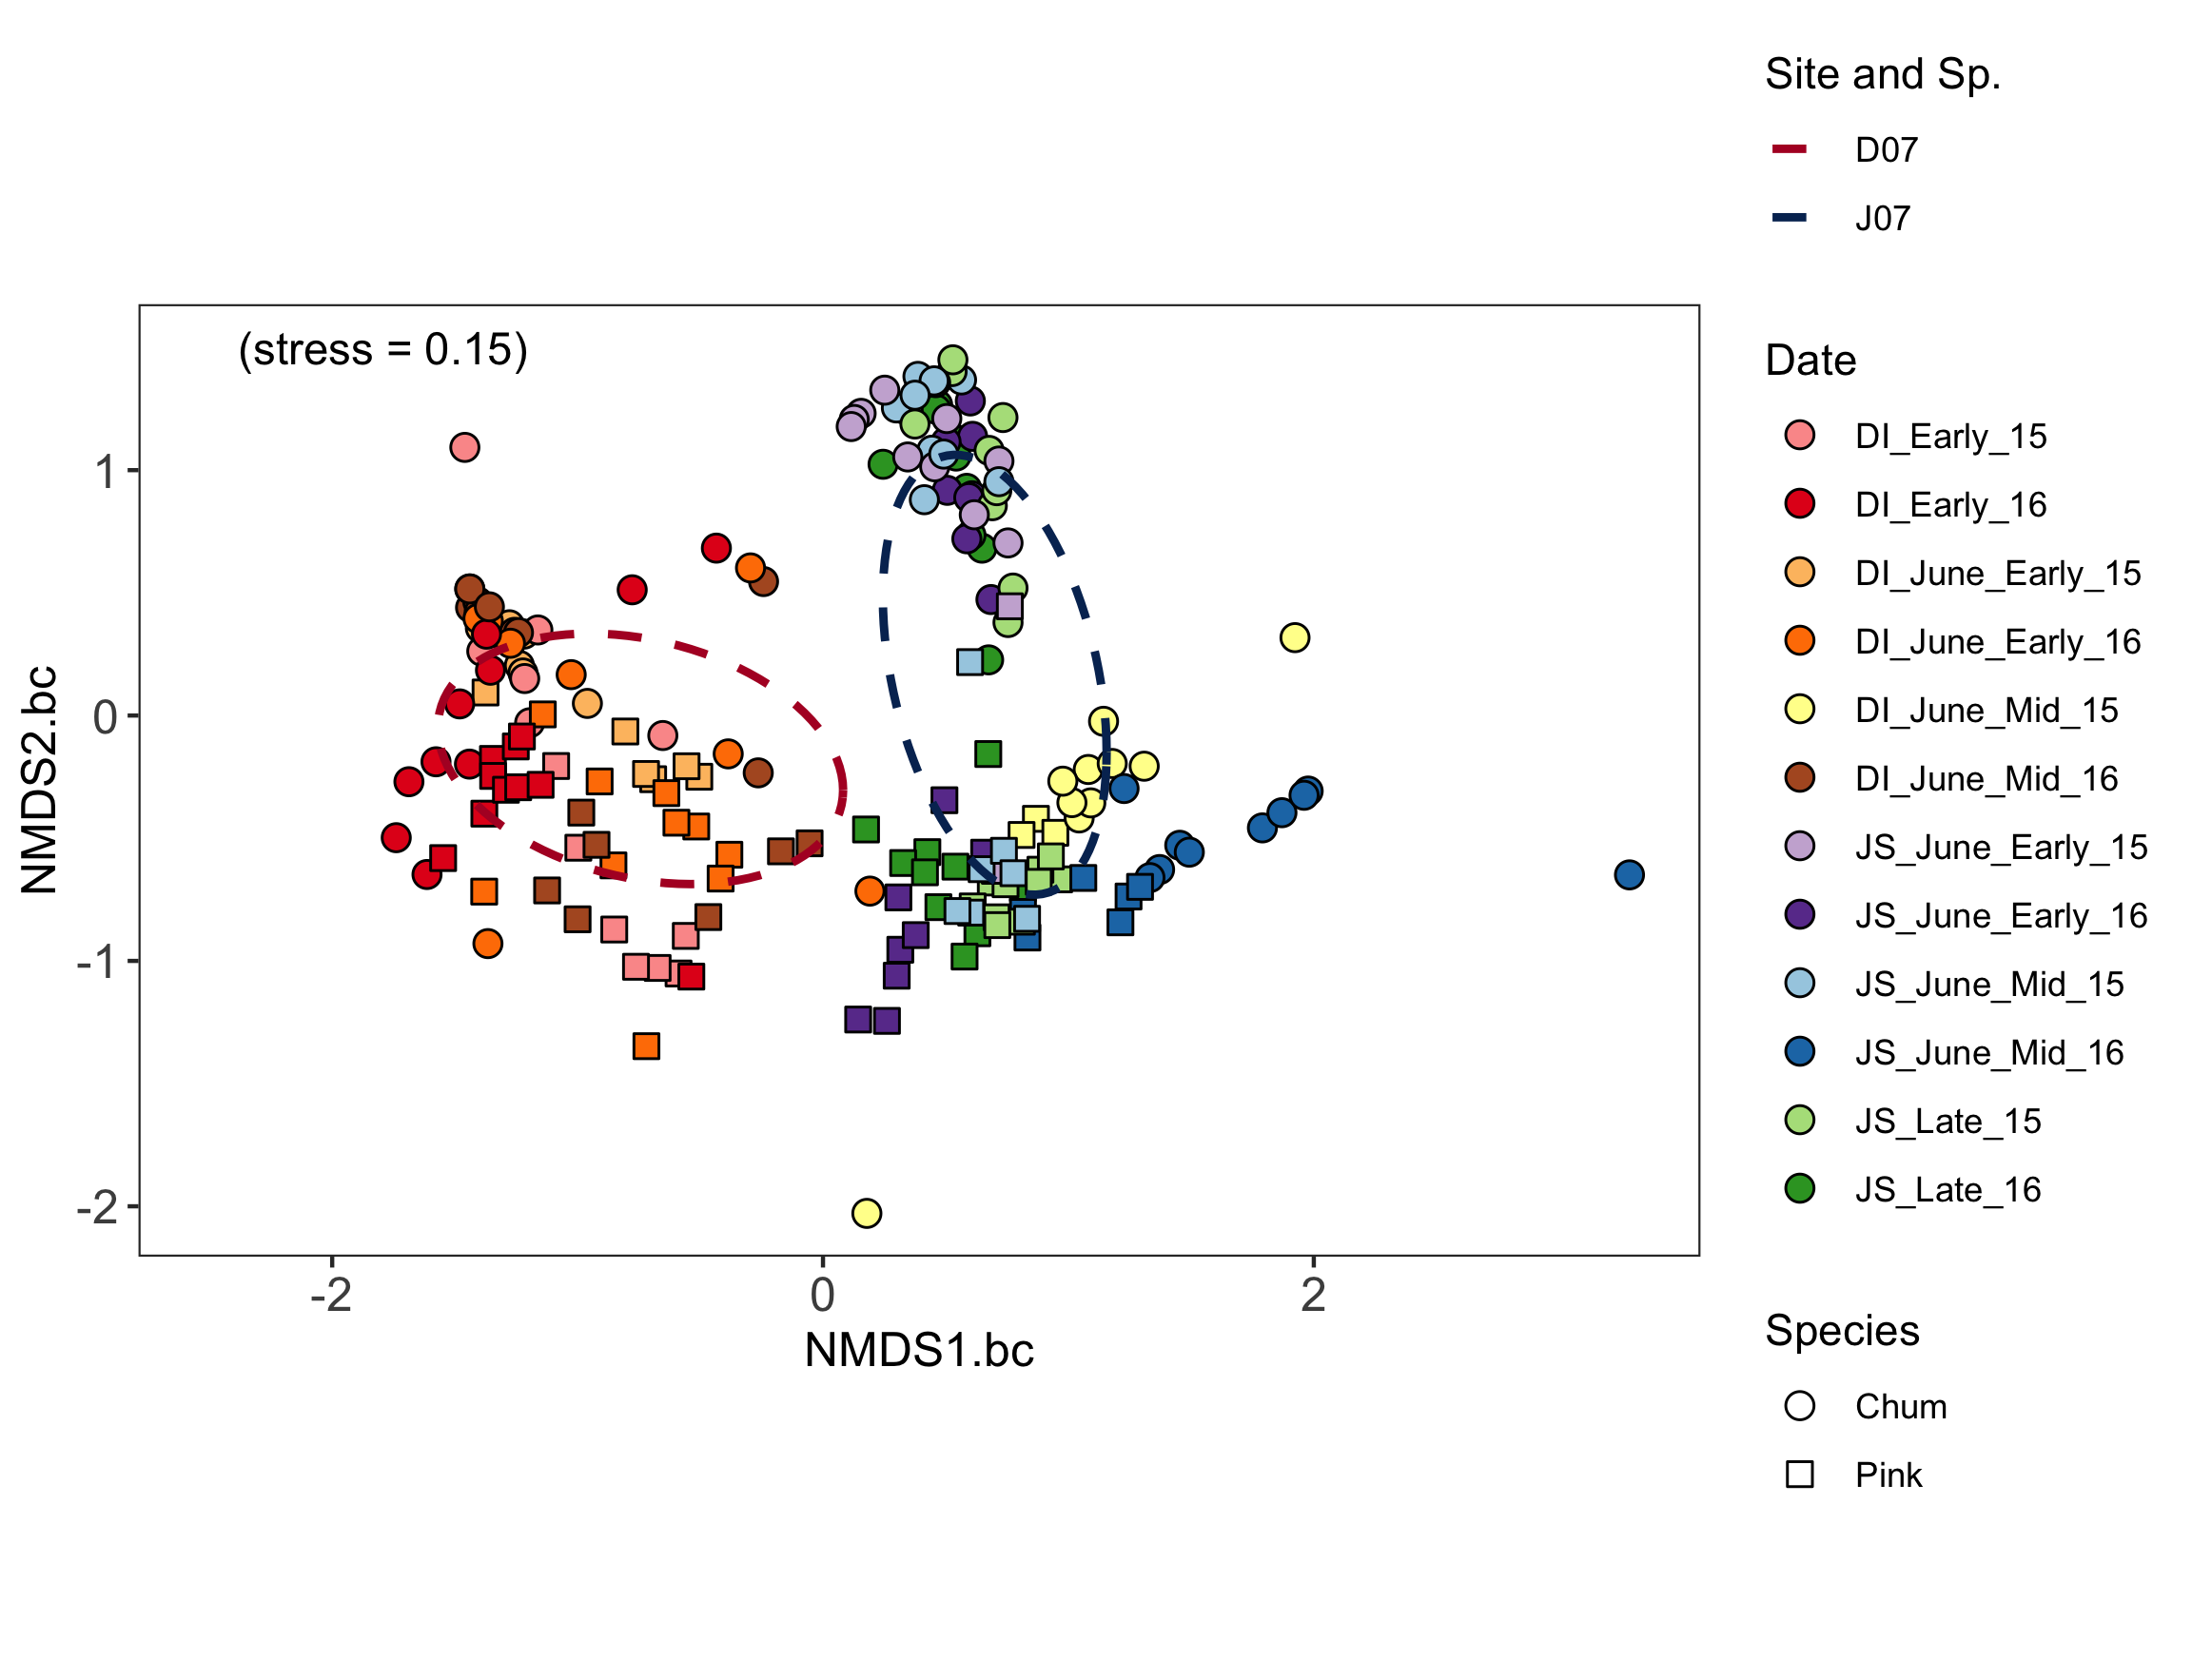 Site and Sp.
D07
J07
(stress = 0.15)
1
0
-1
-2
NMDS2.bc
-2
0
2
NMDS1.bc
Date
DI_Early_15
DI_Early_16
DI_June_Early_15
DI_June_Early_16
DI_June_Mid_15
DI_June_Mid_16
JS_June_Early_15
JS_June_Early_16
JS_June_Mid_15
JS_June_Mid_16
JS_Late_15
JS_Late_16
Species
Chum
Pink